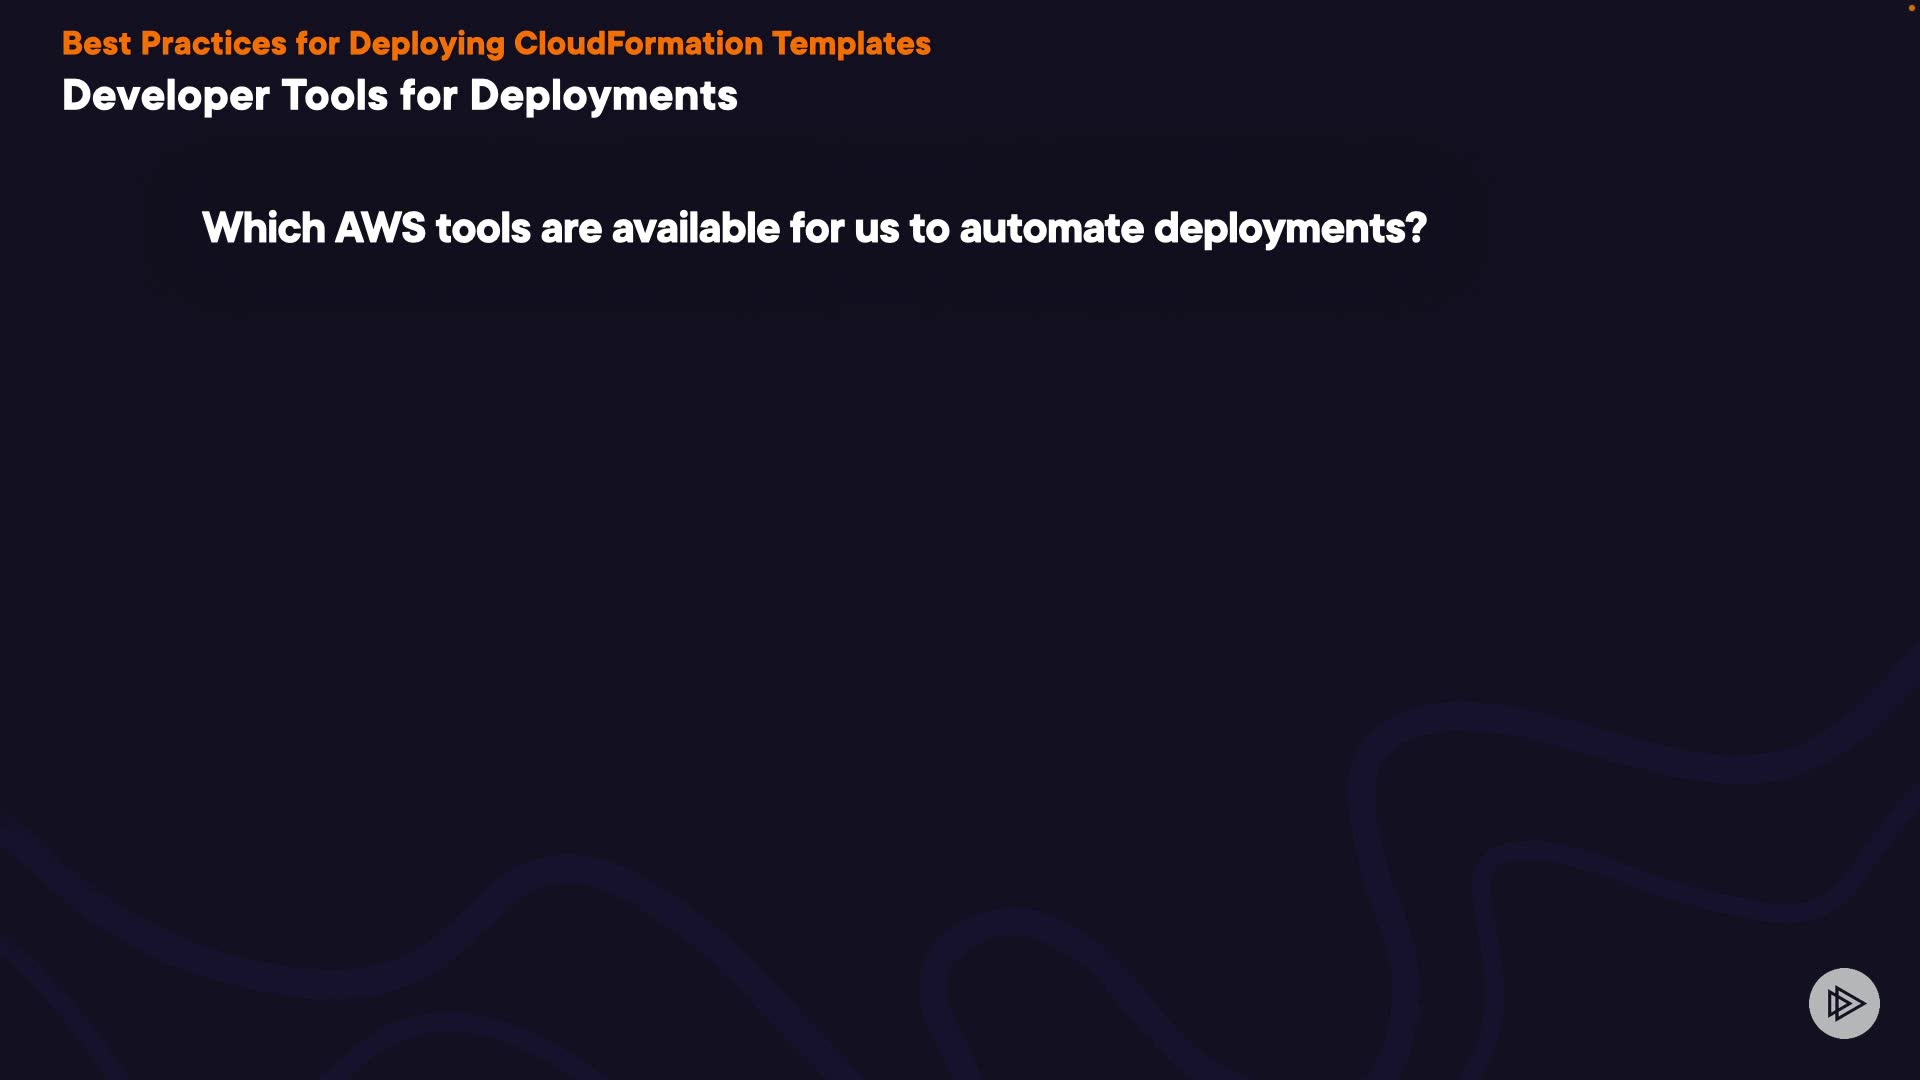 Best Practices for Deploying CloudFormation Templates
Developer Tools for Deployments
Which AWS tools are available for us to automate deployments?